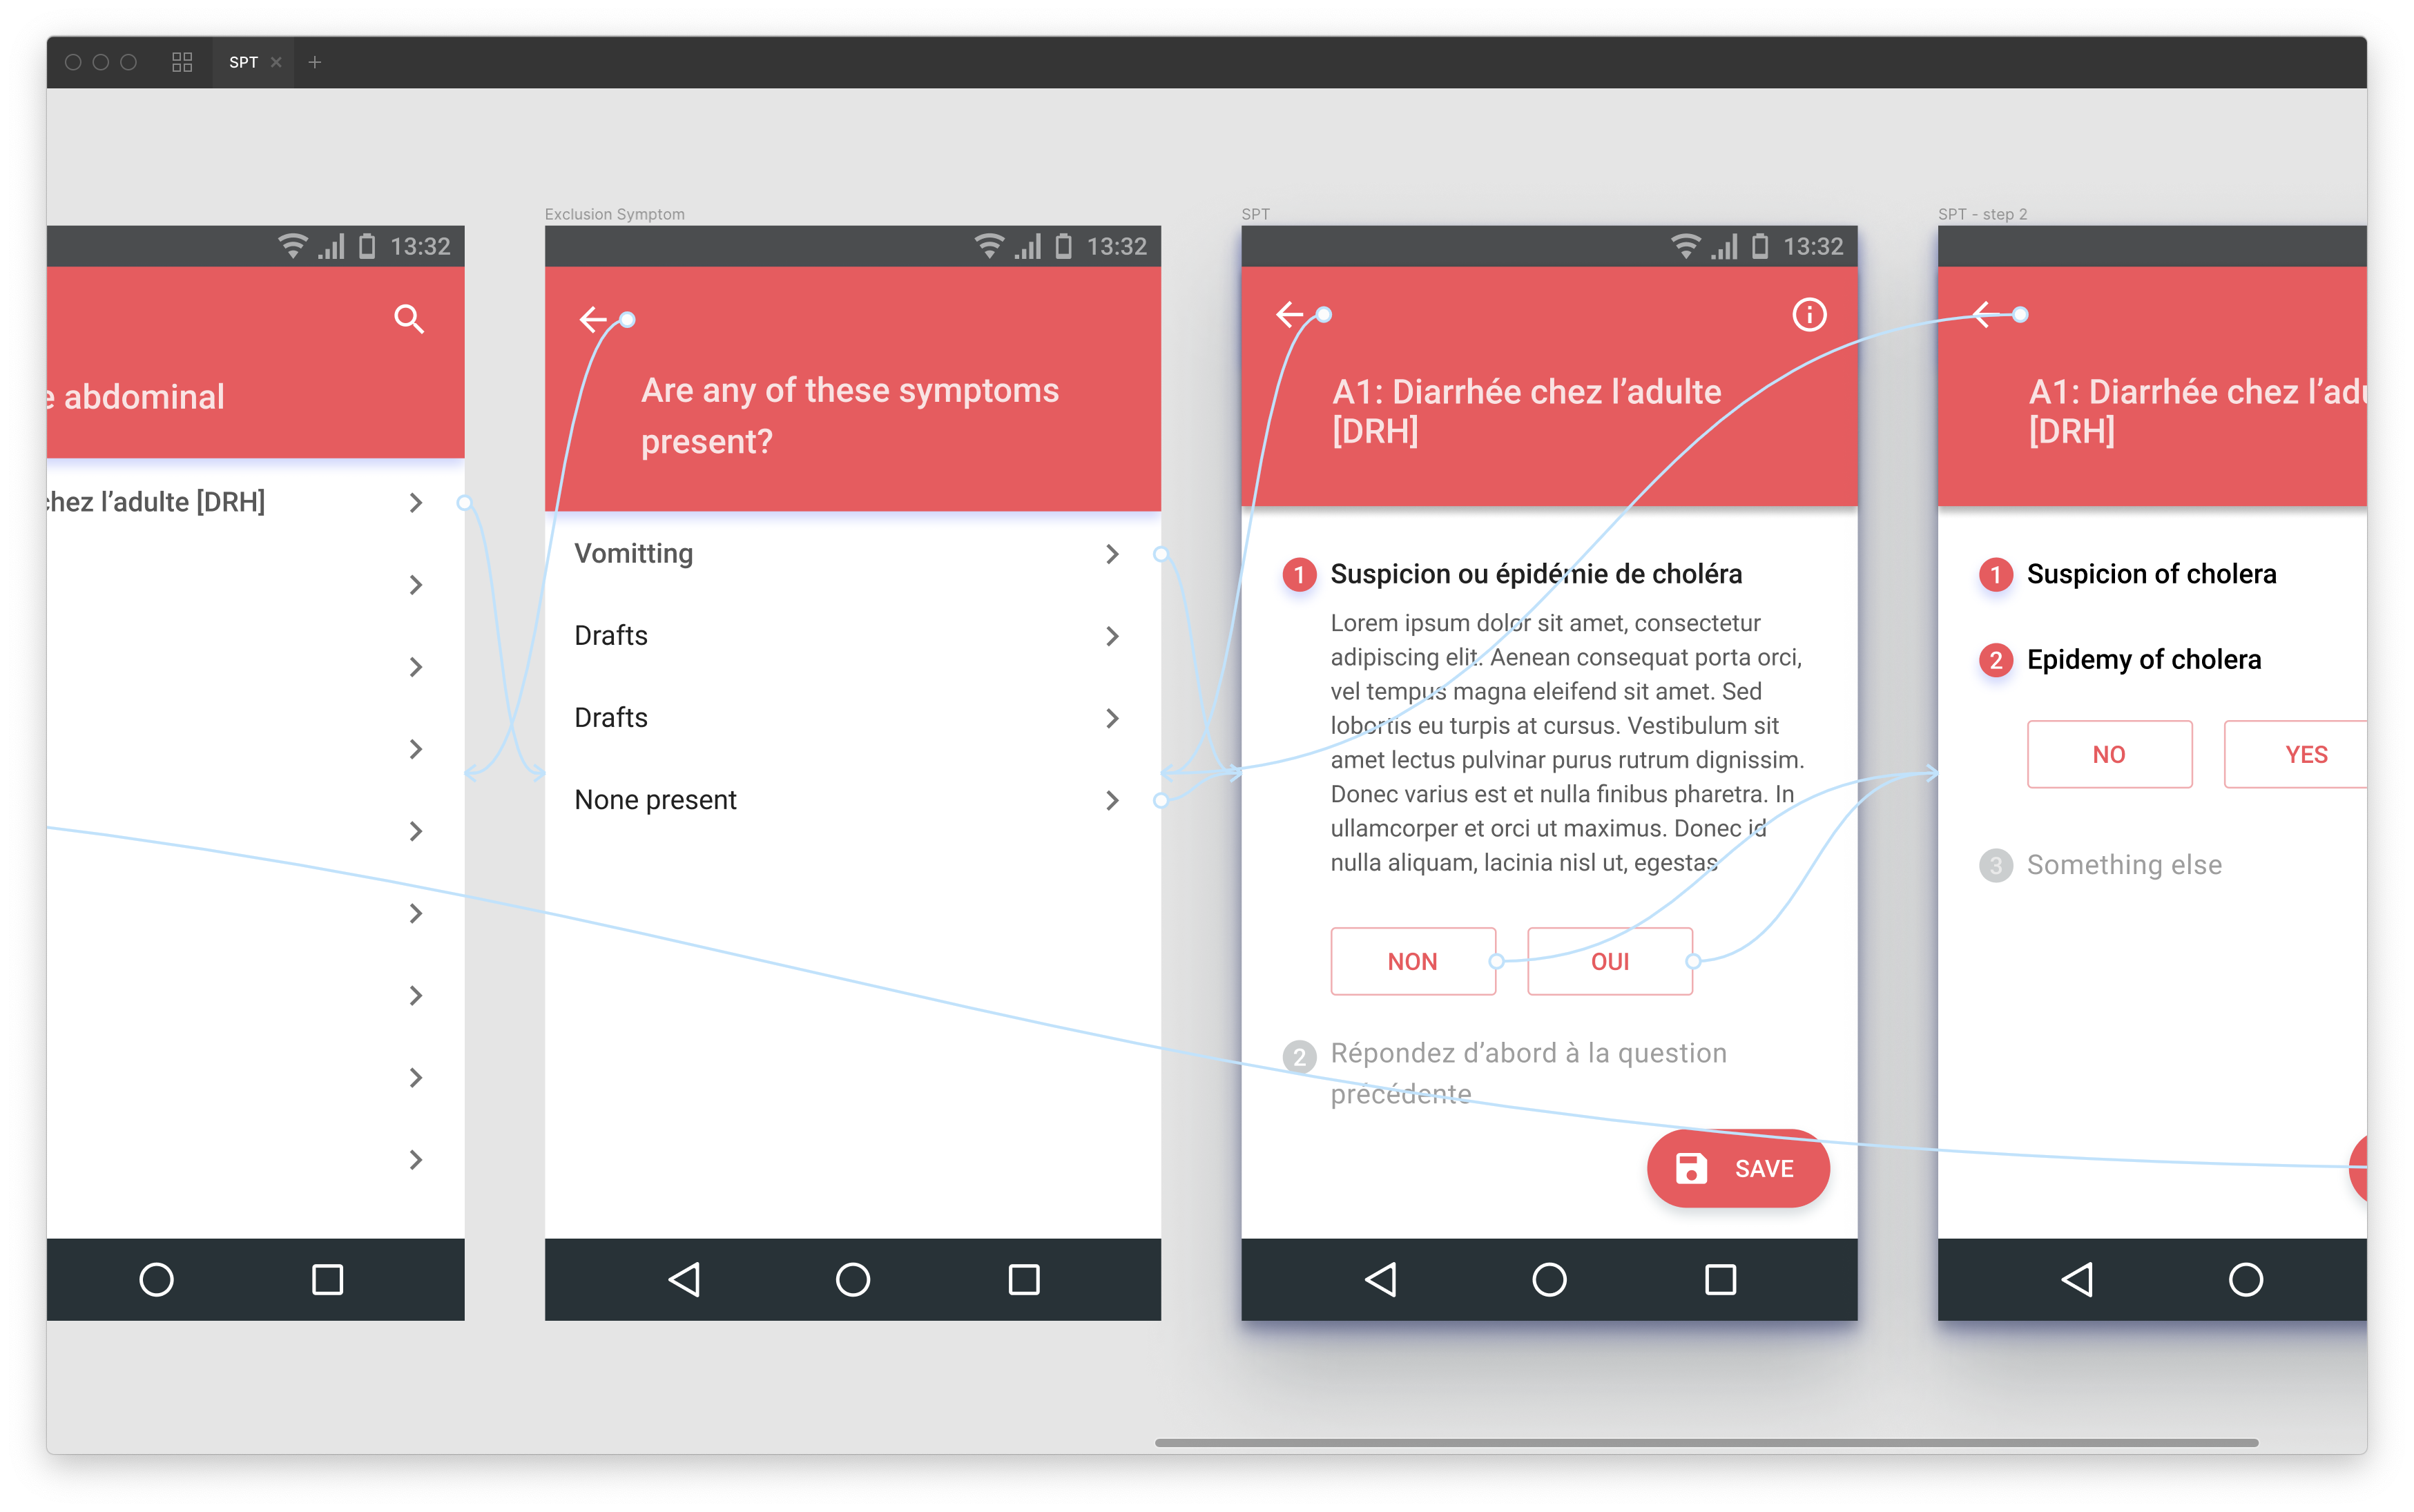 SPT
Exclusion Symptom
SPT
SPT - step 2
13:32
abdominal
chez l’adulte [DRH]
13:32
Are any of these symptoms
present?
Vomitting
Drafts
Drafts
None present
13:32
A1: Diarrhée chez l’adulte
[DRH]
1 Suspicion ou épidémie de choléra
Lorem ipsum dolor sit amet, consectetur
adipiscing elit. Aenean consequat porta orci,
vel tempus magna eleifend sit amet. Sed
lobortis eu turpis at cursus. Vestibulum sit
amet lectus pulvinar purus rutrum dignissim.
Donec varius est et nulla finibus pharetra. In
ullamcorper et orci ut maximus. Donec id
nulla aliquam, lacinia nisl ut, egestas
NON OUI
2 Répondez d’abord à la question
précédente
SAVE
A1: Diarrhée chez l’adu
[DRH]
1 Suspicion of cholera
2 Epidemy of cholera
NO YES
3 Something else